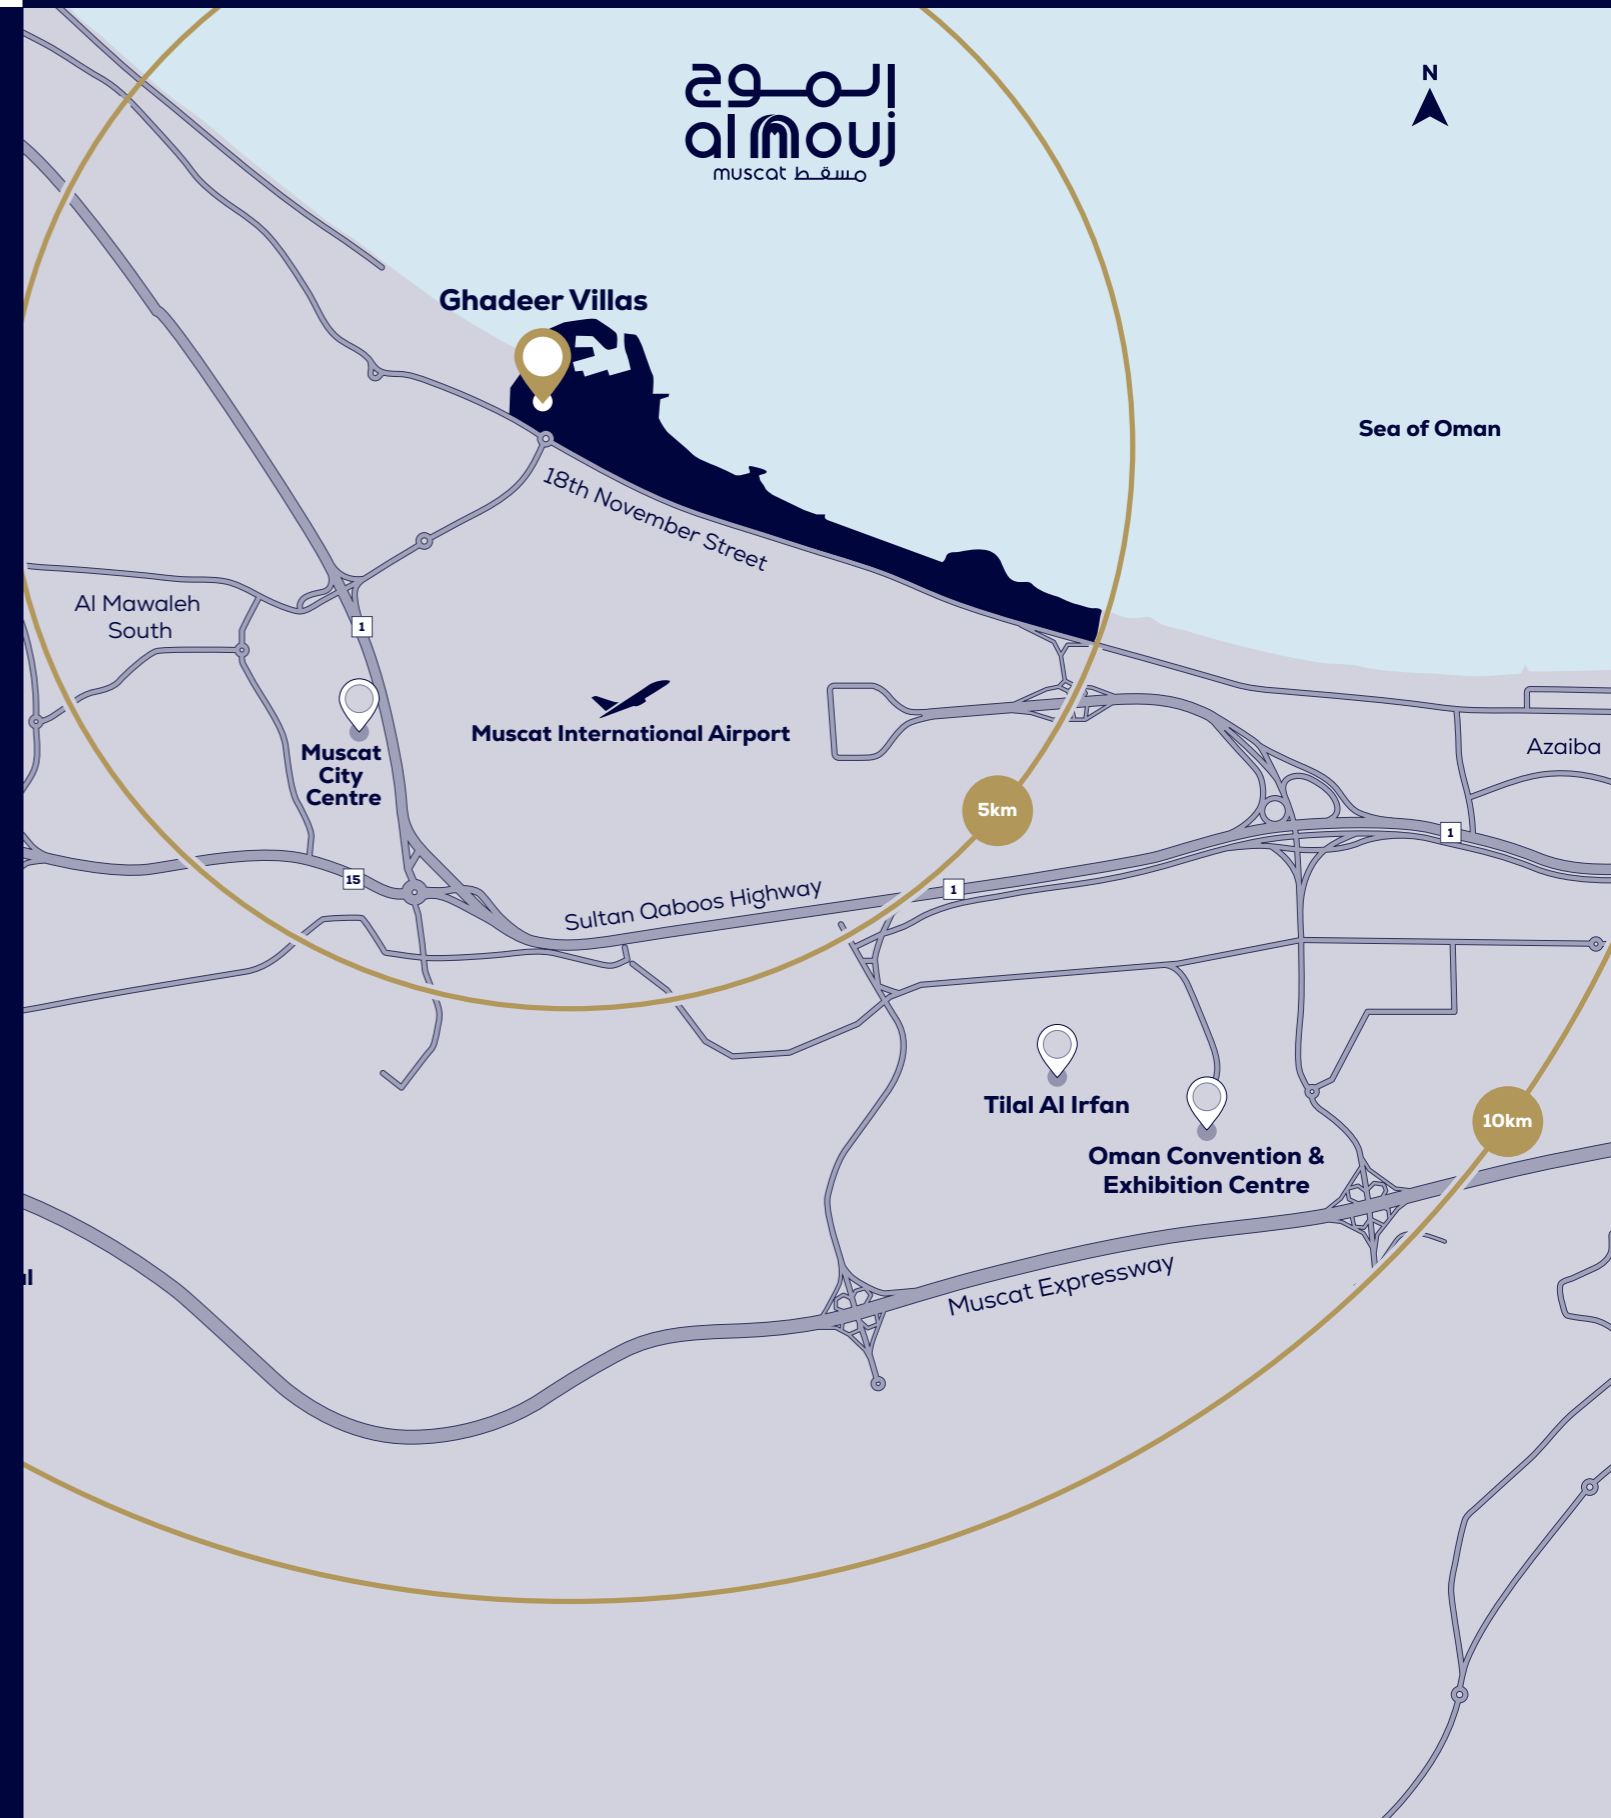 الموج
al mouj
muscat مسقط
N
Ghadeer Villas
Sea of Oman
18th November Street
Al Mawaleh
South
1
Muscat International Airport
Muscat
City
Centre
Azaiba
5km
1
15
1
Sultan Qaboos Highway
Tilal Al Irfan
10km
Oman Convention &
Exhibition Centre
Muscat Expressway